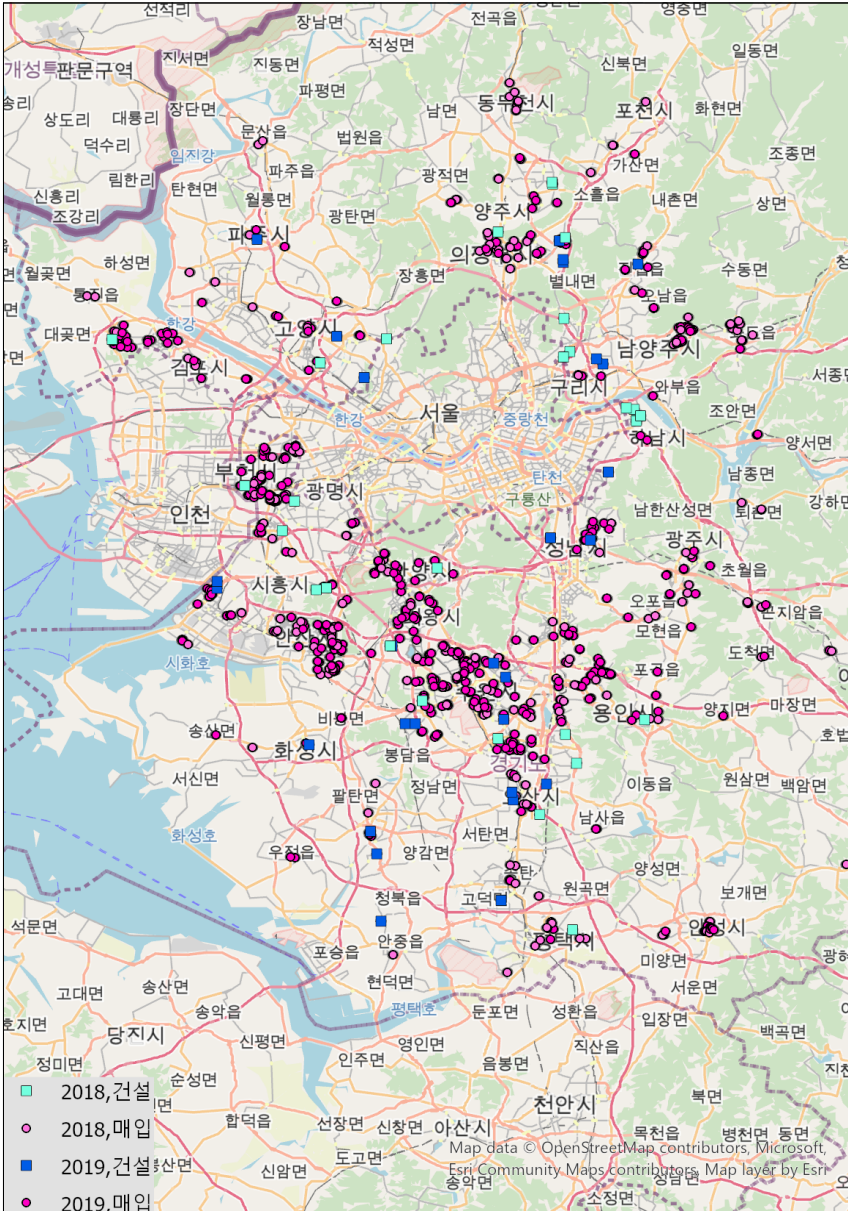 선적리
장남면
전곡읍
영중면
적성면
일동면
개성특
판문구역
진서면
진동면
신북면
송리
장단면
파평면
남면
동두천시
포천시
화현면
상도리
대룡리
문산읍
법원읍
덕수리
임진강
파주읍
광적면
가산면
조종면
림한리
탄현면
신흥리
월롱면
소흘읍
내촌면
상면
조강리
광탄면
양주시
파주시
의정부시
하성면
월곶면
장흥면
별내면
진접읍
수동면
통진읍
오남읍
대곶면
한강
고양시
남양주시
김포시
구리시
와부읍
서종면
서울
한강
중랑천
조안면
하남시
양서면
부천시
탄천
남종면
광명시
구룡산
인천
남한산성면
퇴촌면
강하면
성남시
광주시
안양시
초월읍
시흥시
오포읍
곤지암읍
모현읍
안산시
도척면
시화호
포곡읍
용인시
양지면
마장면
비봉면
송산면
호법
화성시
봉담읍
경기도
서신면
정남면
이동읍
원삼면
백암면
팔탄면
오산시
남사읍
화성호
서탄면
우정읍
양감면
양성면
송탄
원곡면
보개면
청북읍
고덕면
석문면
안중읍
평택시
안성시
포승읍
미양면
현덕면
서운면
고대면
송산면
송악읍
평택호
둔포면
성환읍
입장면
호지면
당진시
신평면
영인면
백곡면
정미면
인주면
음봉면
직산읍
순성면
북면
2018,건설
합덕읍
선장면
신창면
아산시
천안시
2018,매입
목천읍
병천면
동면
Map data © OpenStreetMap contributors, Microsoft,
2019,건설
봉산면
신암면
도고면
Esri Community Maps contributors, Map layer by Esri
송악면
성남면
2019,매입
소정면